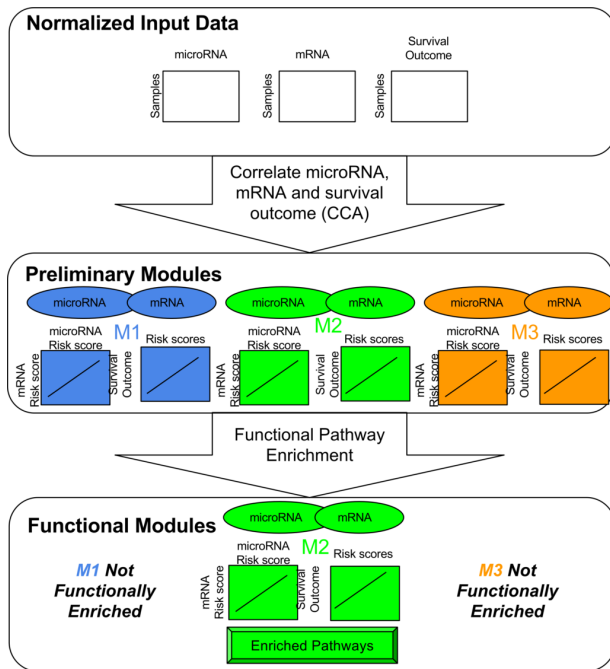 Normalized Input Data
microRNA
mRNA
Survival
Outcome
Samples
Samples
Samples
Correlate microRNA,
mRNA and survival
outcome (CCA)
Preliminary Modules
microRNA
mRNA
M1
microRNA
Risk score
mRNA
Risk score
Risk scores
Survival
Outcome
microRNA
mRNA
M2
microRNA
Risk score
mRNA
Risk score
Risk scores
Survival
Outcome
microRNA
mRNA
M3
microRNA
Risk score
mRNA
Risk score
Risk scores
Survival
Outcome
Functional Pathway
Enrichment
Functional Modules
microRNA
mRNA
M2
microRNA
Risk score
mRNA
Risk score
Risk scores
Survival
Outcome
M1 Not
Functionally
Enriched
M3 Not
Functionally
Enriched
Enriched Pathways